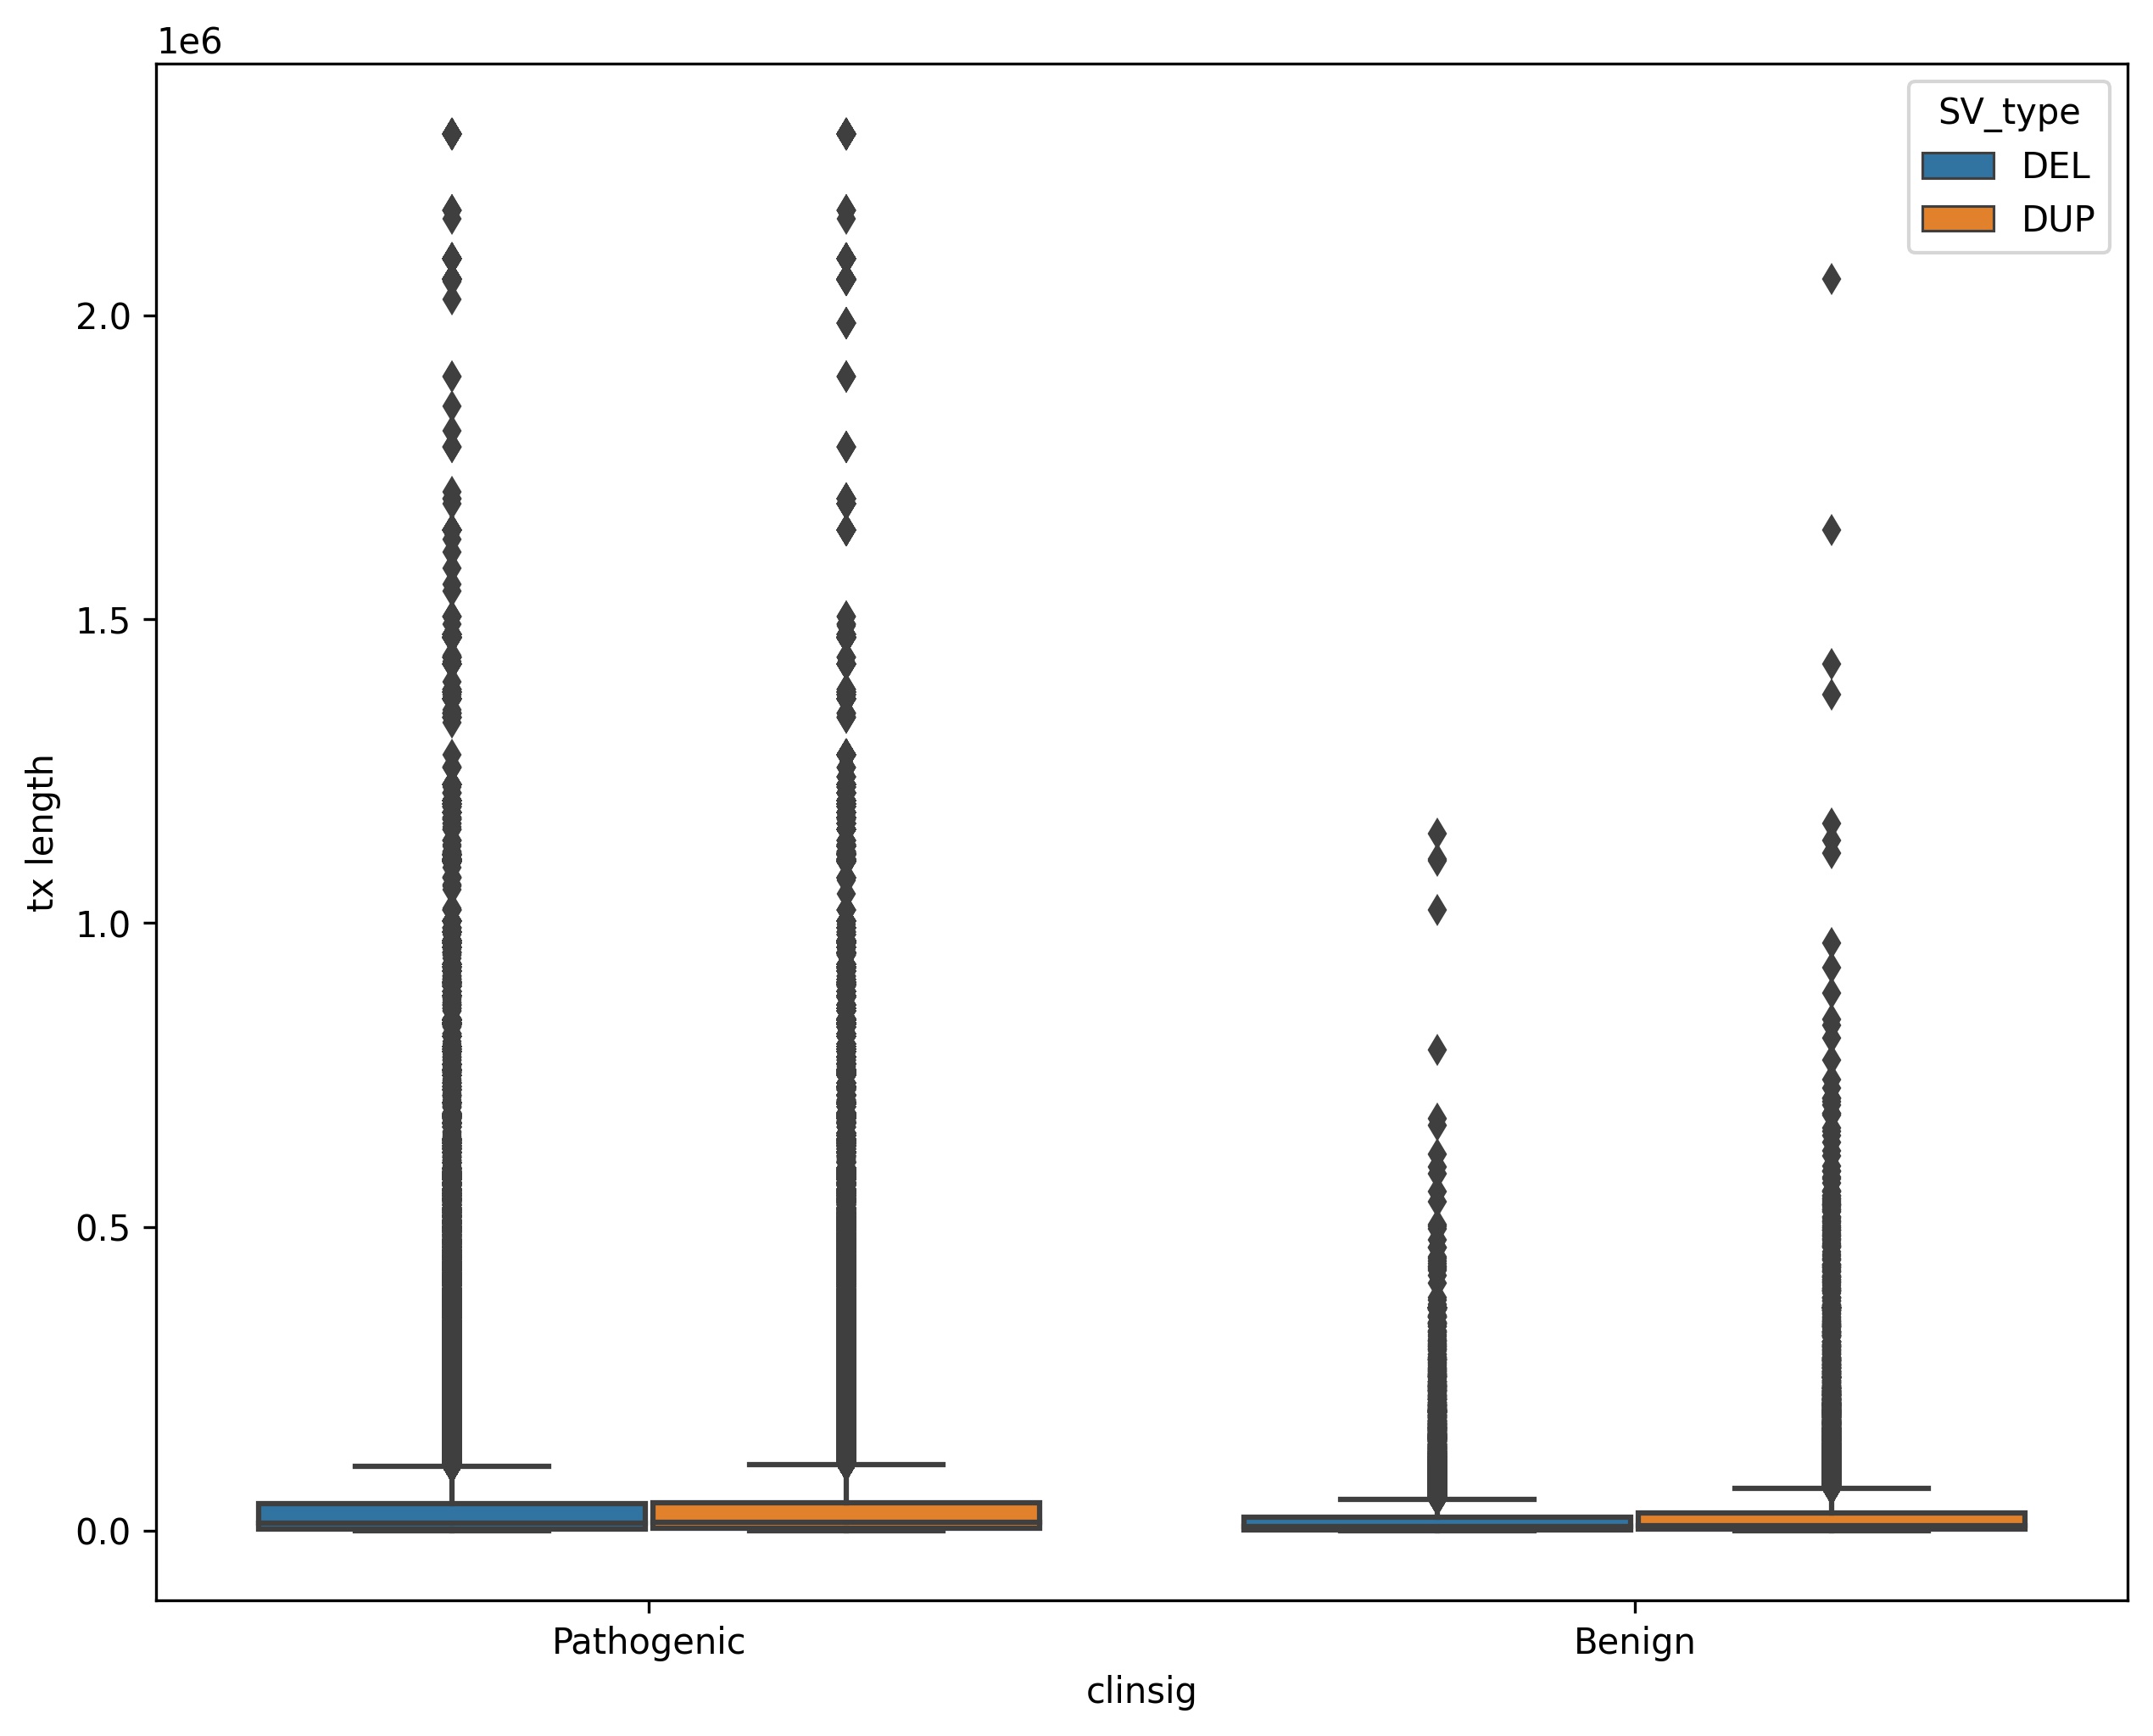 1e6
SV_type
DEL
DUP
2.0
1.5
1.0
0.5
0.0
tx length
Pathogenic
Benign
clinsig